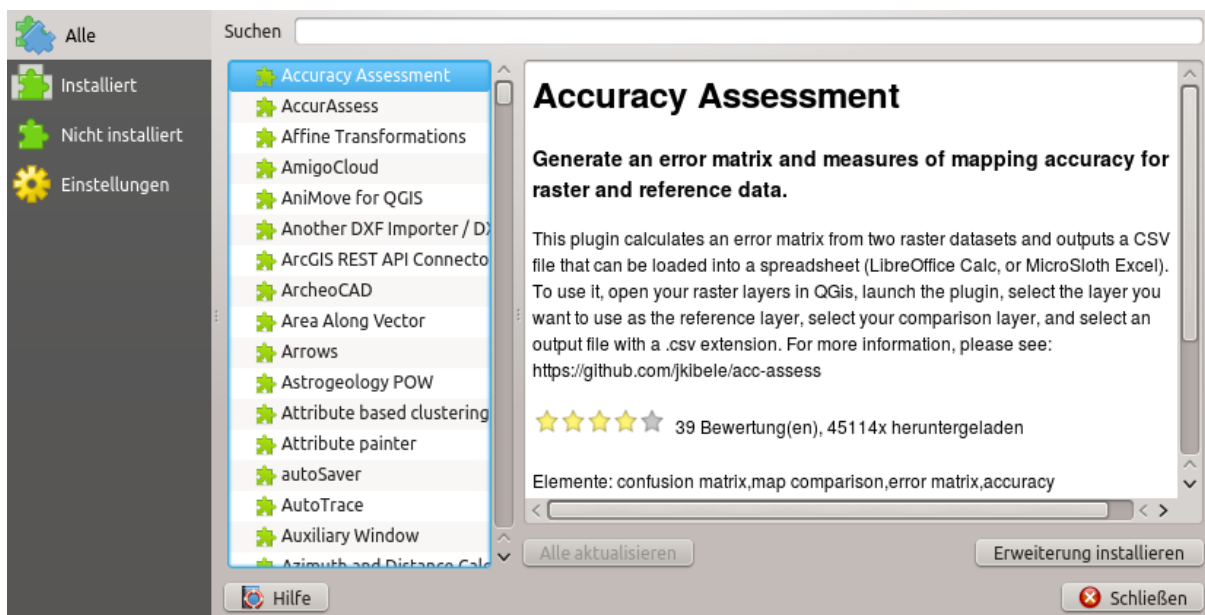 Alle
Installiert
Nicht installiert
Einstellungen
Suchen
Accuracy Assessment
AccurAssess
Affine Transformations
AmigoCloud
AniMove for QGIS
Another DXF Importer / DX
ArcGIS REST API Connecto
ArcheoCAD
Area Along Vector
Arrows
Astrogeology POW
Attribute based clustering
Attribute painter
autoSaver
AutoTrace
Auxiliary Window
Azimuth and Distance Calc
Accuracy Assessment
Generate an error matrix and measures of mapping accuracy for
raster and reference data.
This plugin calculates an error matrix from two raster datasets and outputs a CSV
file that can be loaded into a spreadsheet (LibreOffice Calc, or MicroSloth Excel).
To use it, open your raster layers in QGis, launch the plugin, select the layer you
want to use as the reference layer, select your comparison layer, and select an
output file with a .csv extension. For more information, please see:
https://github.com/jkibele/acc-assess
39 Bewertung(en), 45114x heruntergeladen
Elemente: confusion matrix,map comparison,error matrix,accuracy
Alle aktualisieren
Erweiterung installieren
Hilfe
Schließen